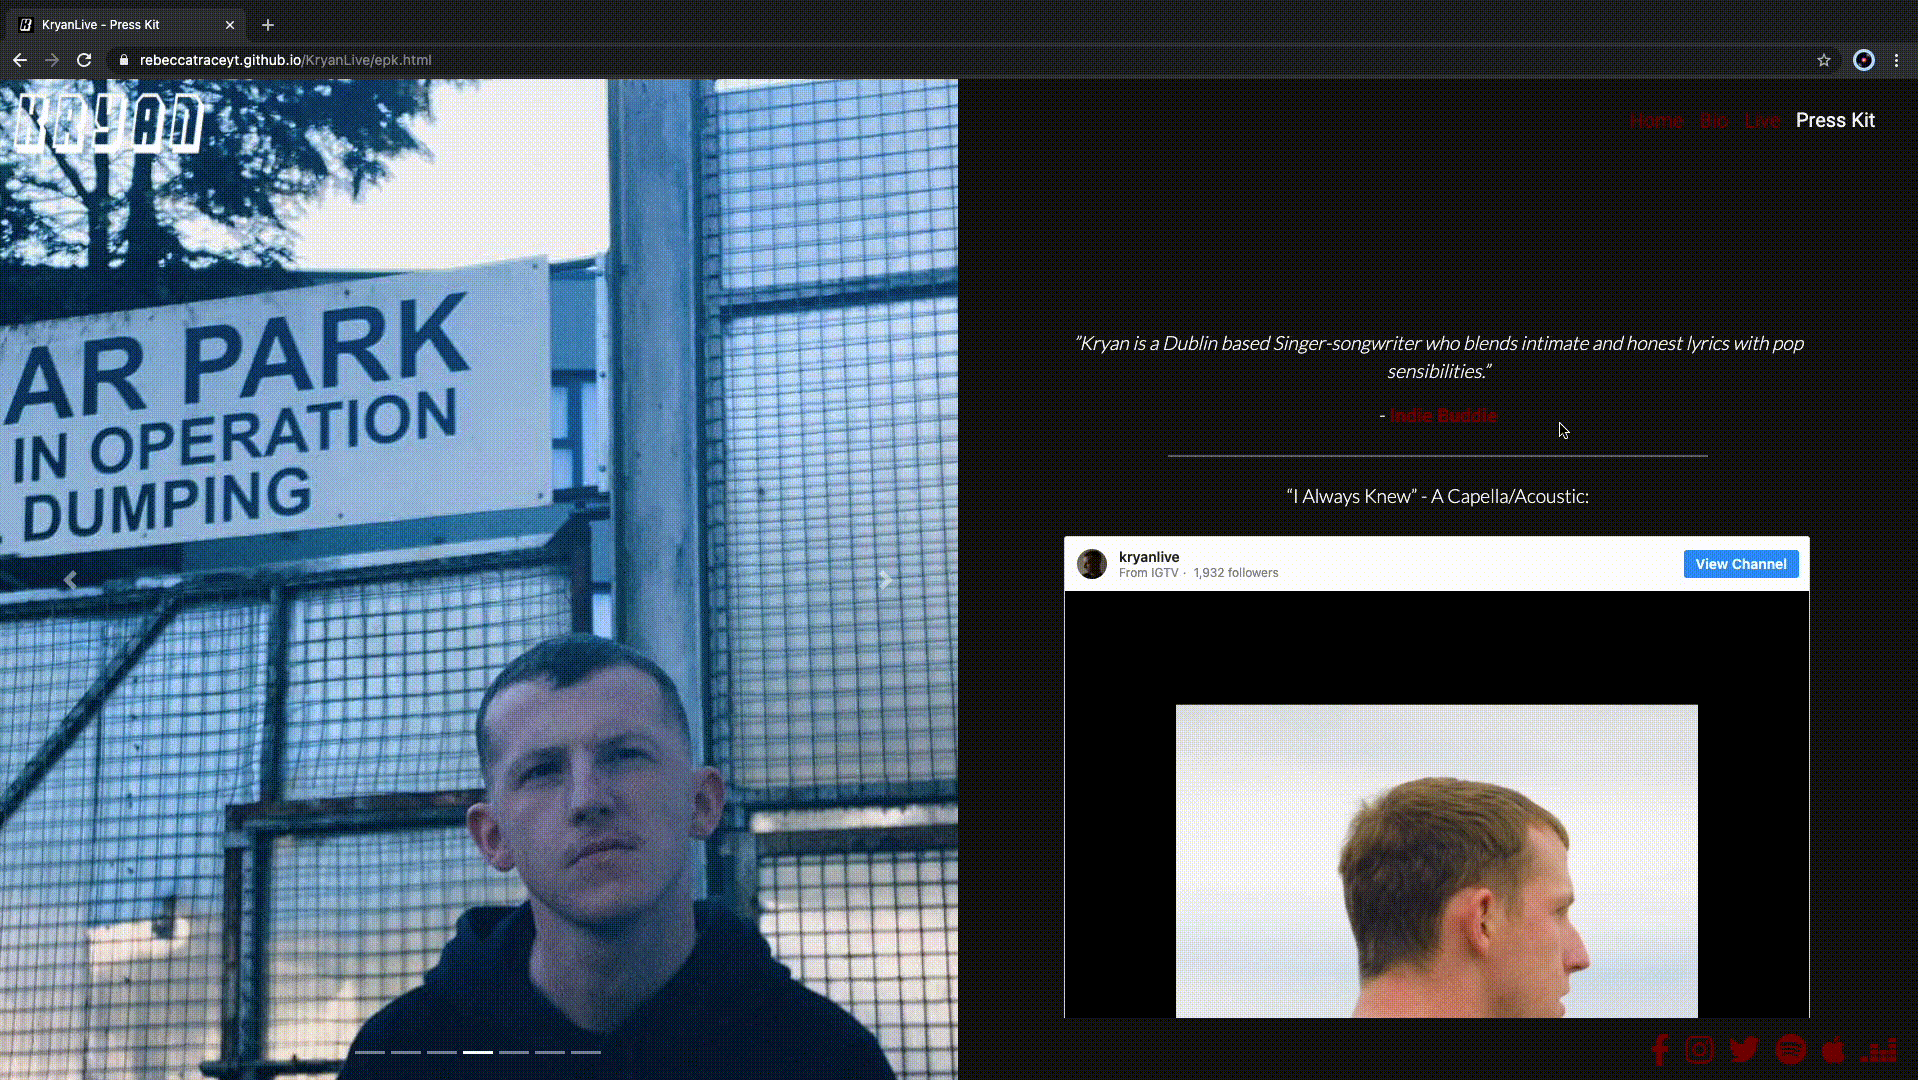 KryanLive - Press Kit
rebeccatraceyt.github.io/KryanLive/epk.html
KRYAN
Home Bio Live Press Kit
AR PARK
IN OPERATION
DUMPING
"Kryan is a Dublin based Singer-songwriter who blends intimate and honest lyrics with pop
sensibilities."
- Indie Buddie
“I Always Knew” - A Capella/Acoustic:
kryanlive
From IGTV · 1,932 followers
View Channel